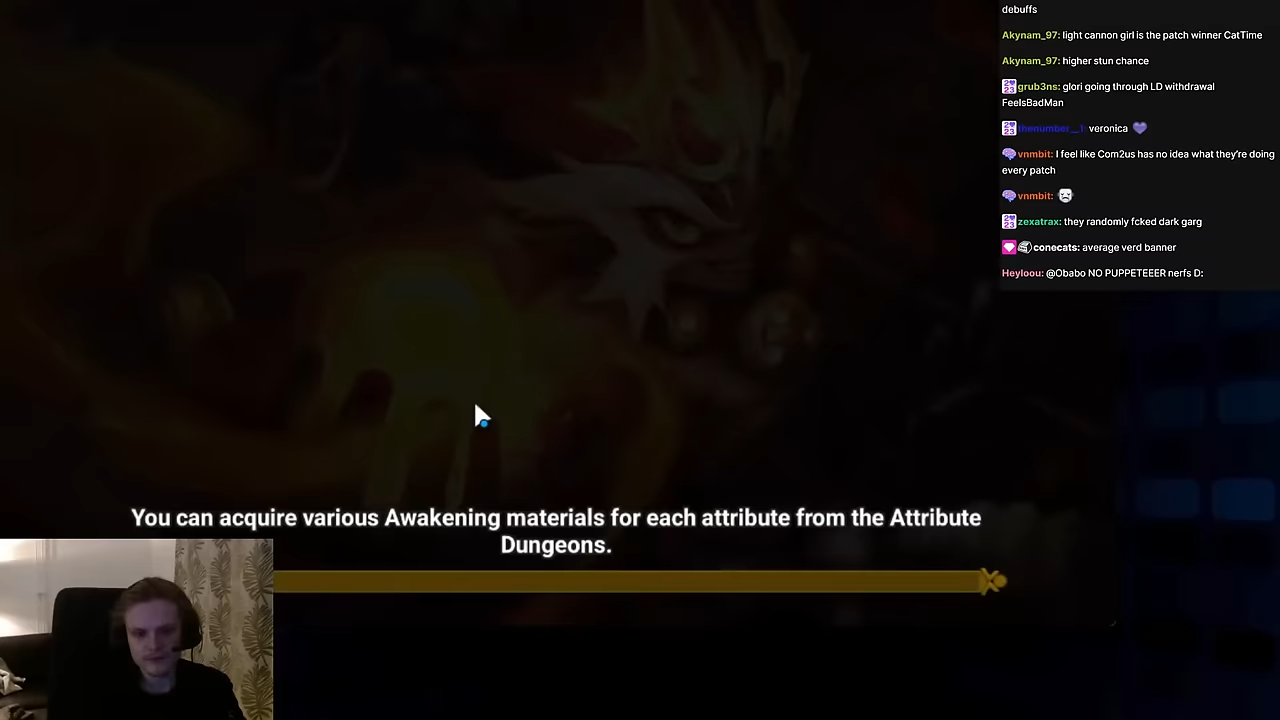 debuffs
Akynam_97: light cannon girl is the patch winner CatTime
Akynam_97: higher stun chance
grub3ns: glori going through LD withdrawal
FeelsBadMan
thenumber__1: veronica
vnmbit: I feel like Com2us has no idea what they're doing
every patch
vnmbit:
zexatrax: they randomly fcked dark garg
conecats: average verd banner
Heyloou: @Obabo NO PUPPETEEER nerfs D:
You can acquire various Awakening materials for each attribute from the Attribute
Dungeons.